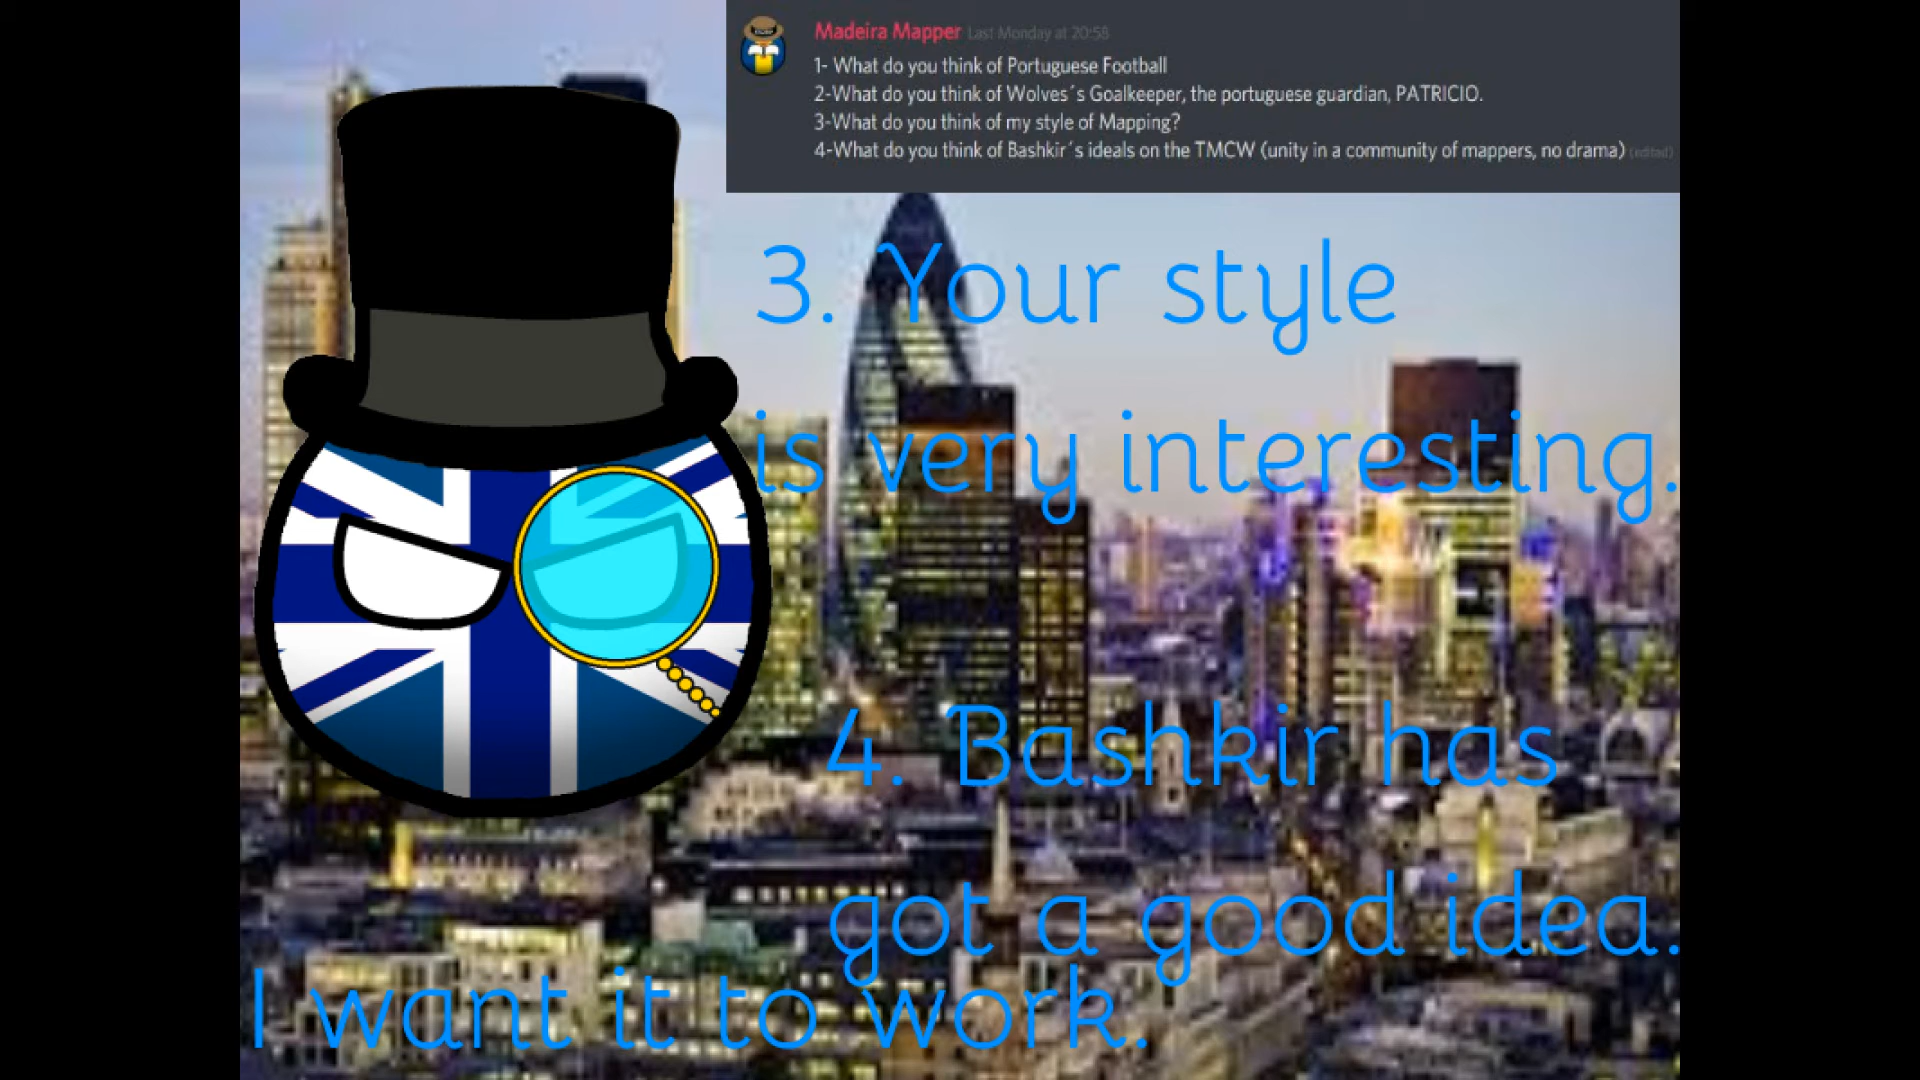 Madeira Mapper Last Monday at 20:58
1- What do you think of Portuguese Football
2-What do you think of Wolves´s Goalkeeper, the portuguese guardian, PATRICIO.
3-What do you think of my style of Mapping?
4-What do you think of Bashkir´s ideals on the TMCW (unity in a community of mappers, no drama) (edited)
3. Your style
is very interesting.
4. Bashkir has
got a good idea.
I want it to work.